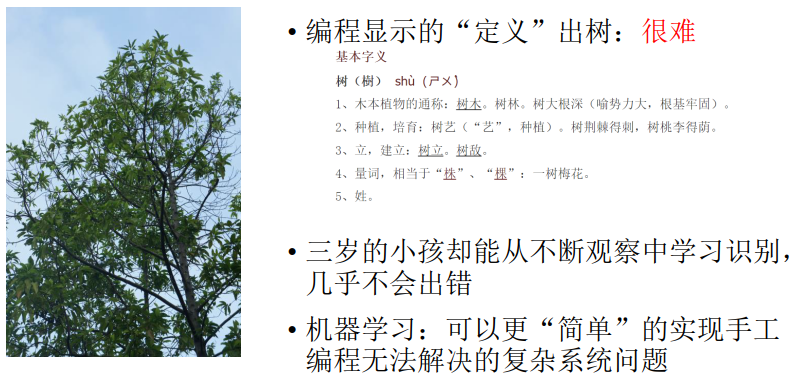 • 编程显示的“定义”出树：很难
基本字义
树（樹） shù（ㄕㄨˋ）
1、木本植物的通称：树木。树林。树大根深（喻势力大，根基牢固）。
2、种植，培育：树艺（“艺”，种植）。树荆棘得刺，树桃李得荫。
3、立，建立：树立。树敌。
4、量词，相当于“株”、“棵”：一树梅花。
5、姓。
• 三岁的小孩却能从不断观察中学习识别，
几乎不会出错
• 机器学习：可以更“简单”的实现手工
编程无法解决的复杂系统问题